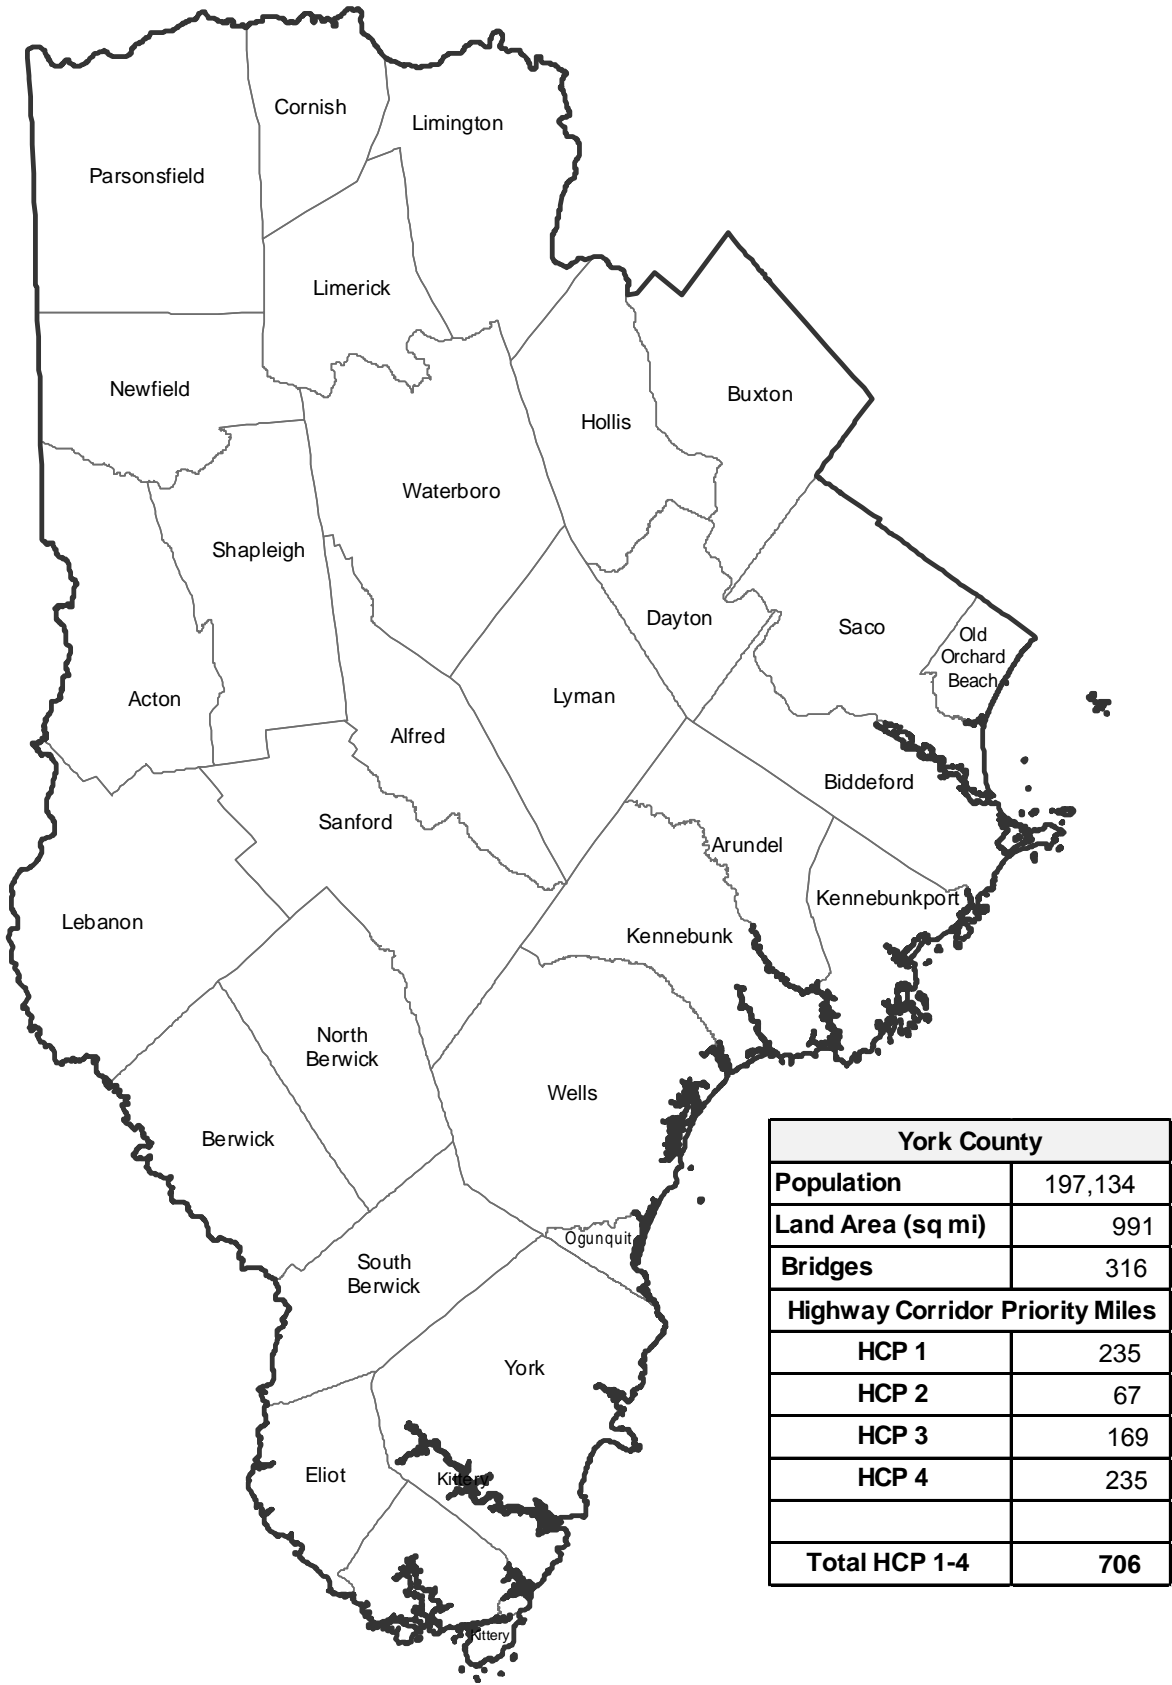 Cornish
Limington
Parsonsfield
Limerick
Newfield
Buxton
Hollis
Waterboro
Shapleigh
Dayton
Saco
Old
Orchard
Beach
Acton
Lyman
Alfred
Biddeford
Sanford
Arundel
Kennebunkport
Lebanon
Kennebunk
North
Berwick
Wells
Berwick
Ogunquit
South
Berwick
York
Eliot
Kittery
Kittery
York County
Population 197,134
Land Area (sq mi) 991
Bridges 316
Highway Corridor Priority Miles
HCP 1 235
HCP 2 67
HCP 3 169
HCP 4 235
Total HCP 1-4 706